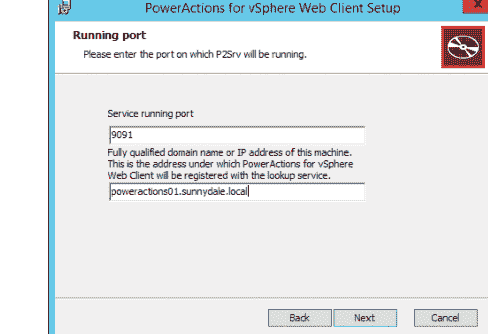 PowerActions for vSphere Web Client Setup
x
Running port
Please enter the port on which P2Srv will be running.
Service running port
9091
Fully qualified domain name or IP address of this machine.
This is the address under which PowerActions for vSphere
Web Client will be registered with the lookup service.
poweractions01.sunnydale.local
Back Next Cancel